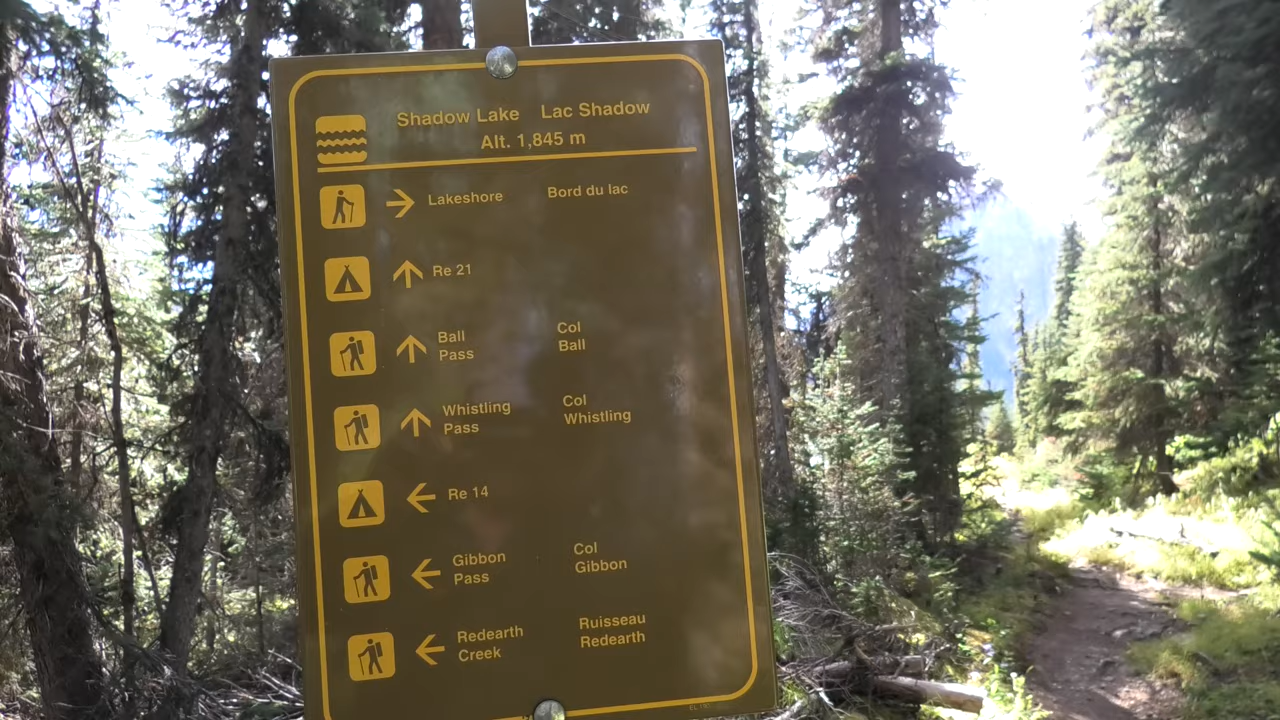 Shadow Lake Lac Shadow
Alt. 1,845 m
Lakeshore Bord du lac
Re 21
Ball Pass Col Ball
Whistling Pass Col Whistling
Re 14
Gibbon Pass Col Gibbon
Redearth Creek Ruisseau Redearth